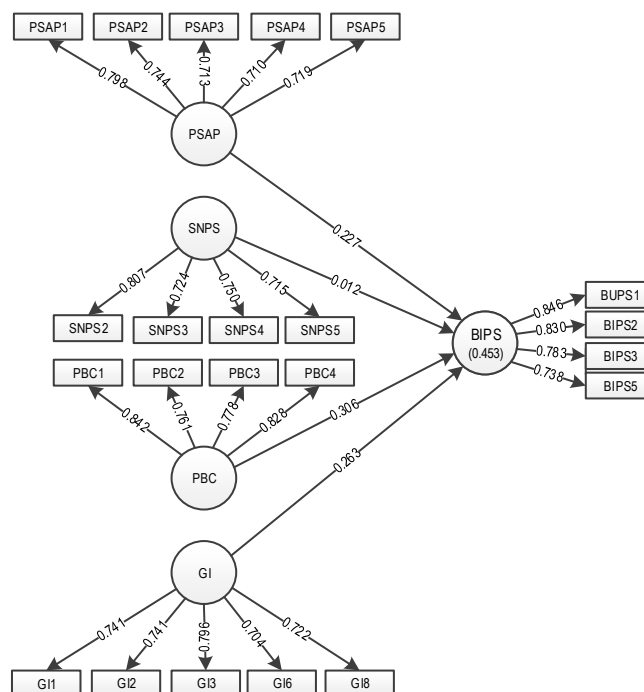 PSAP1 PSAP2 PSAP3 PSAP4 PSAP5
0.798 0.744 0.713 0.710 0.719
PSAP
0.227
SNPS
0.012
0.807 0.724 0.750 0.715
SNPS2 SNPS3 SNPS4 SNPS5
BIPS
(0.453)
0.846 BUPS1
0.830 BIPS2
0.783 BIPS3
0.738 BIPS5
PBC1 PBC2 PBC3 PBC4
0.842 0.761 0.778 0.828
0.306
PBC
0.263
GI
0.741 0.741 0.796 0.704 0.722
GI1 GI2 GI3 GI6 GI8